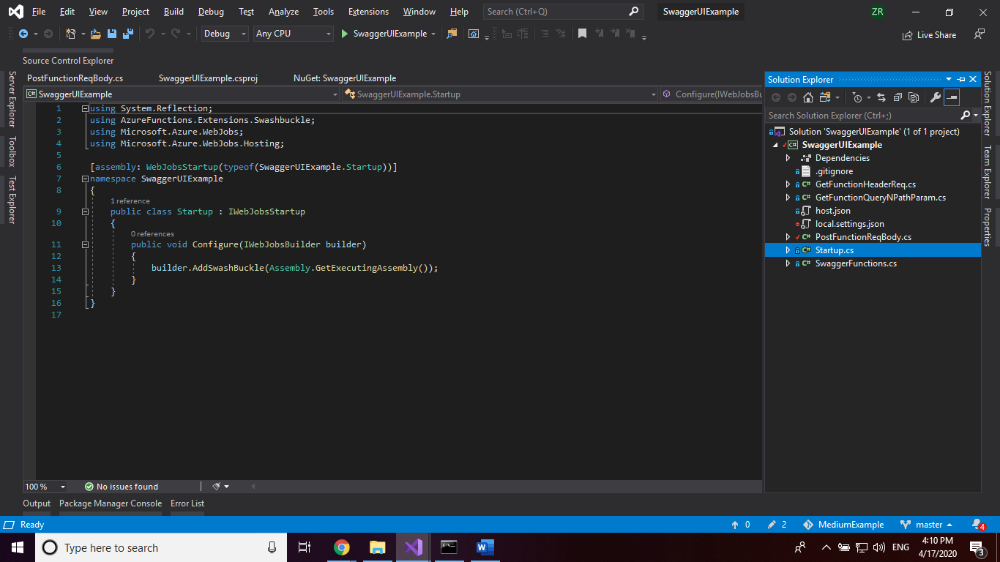 File Edit View Project Build Debug Test Analyze Tools Extensions Window Help Search (Ctrl+Q) SwaggerUIExample ZR
Debug Any CPU SwaggerUIExample Live Share
Source Control Explorer
PostFunctionReqBody.cs SwaggerUIExample.csproj NuGet: SwaggerUIExample
C# SwaggerUIExample SwaggerUIExample.Startup Configure(IWebJobsBu
1 using System.Reflection;
2 using AzureFunctions.Extensions.Swashbuckle;
3 using Microsoft.Azure.WebJobs;
4 using Microsoft.Azure.WebJobs.Hosting;
5
6 [assembly: WebJobsStartup(typeof(SwaggerUIExample.Startup))]
7 namespace SwaggerUIExample
8 {
1 reference
9 public class Startup : IWebJobsStartup
10 {
0 references
11 public void Configure(IWebJobsBuilder builder)
12 {
13 builder.AddSwashBuckle(Assembly.GetExecutingAssembly());
14 }
15 }
16 }
17
100 % No issues found
Output Package Manager Console Error List
Server Explorer
Toolbox
Test Explorer
Solution Explorer
Search Solution Explorer (Ctrl+;)
Solution 'SwaggerUIExample' (1 of 1 project)
C# SwaggerUIExample
Dependencies
.gitignore
C# GetFunctionHeaderReq.cs
C# GetFunctionQueryNPathParam.cs
host.json
local.settings.json
C# PostFunctionReqBody.cs
C# Startup.cs
C# SwaggerFunctions.cs
Solution Explorer
Team Explorer
Properties
Ready 0 2 MediumExample master 4
Type here to search ENG 4:10 PM
4/17/2020 3